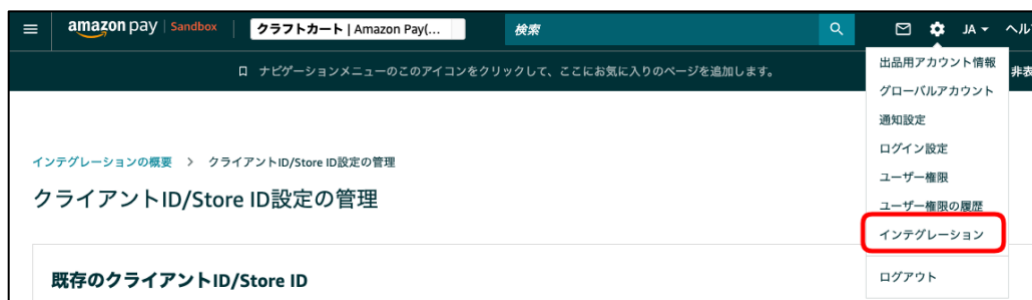 amazon pay | Sandbox
クラフトカート | Amazon Pay(...
検索
JA
ヘル
ナビゲーションメニューのこのアイコンをクリックして、ここにお気に入りのページを追加します。
非表
出品用アカウント情報
グローバルアカウント
通知設定
ログイン設定
ユーザー権限
ユーザー権限の履歴
インテグレーション
ログアウト
インテグレーションの概要 > クライアントID/Store ID設定の管理
クライアントID/Store ID設定の管理
既存のクライアントID/Store ID